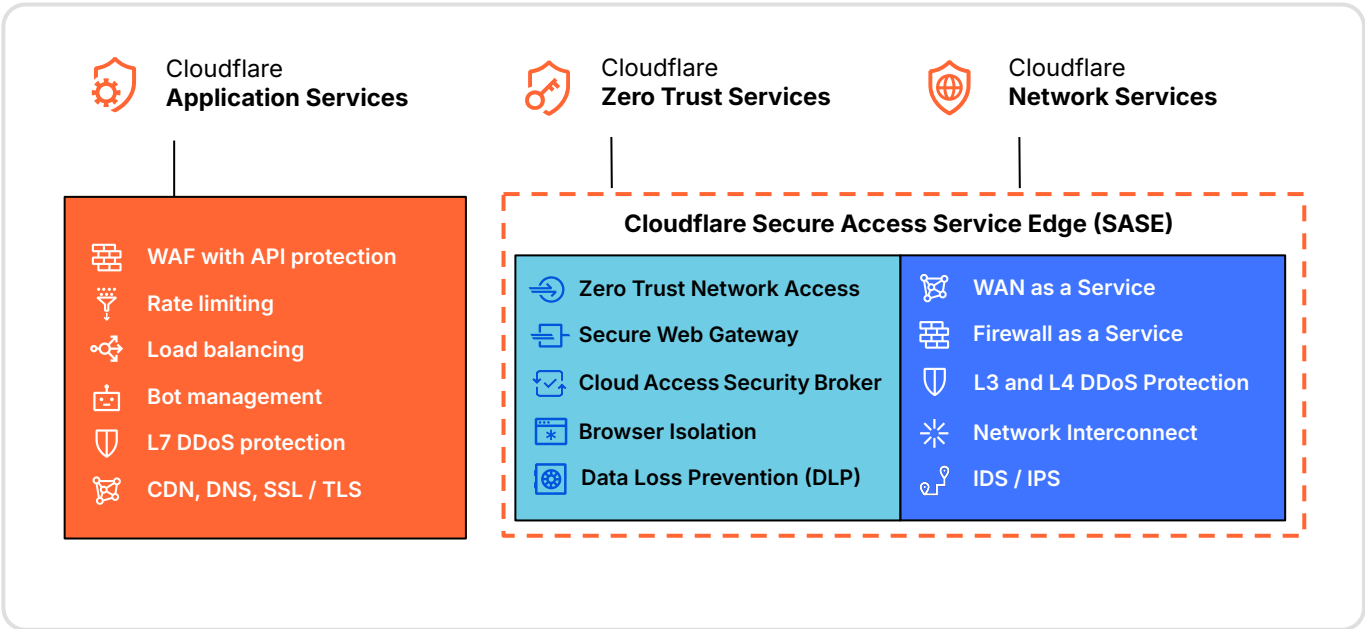 Cloudflare
Application Services
Cloudflare
Zero Trust Services
Cloudflare
Network Services
WAF with API protection
Rate limiting
Load balancing
Bot management
L7 DDoS protection
CDN, DNS, SSL / TLS
Cloudflare Secure Access Service Edge (SASE)
Zero Trust Network Access
Secure Web Gateway
Cloud Access Security Broker
Browser Isolation
Data Loss Prevention (DLP)
WAN as a Service
Firewall as a Service
L3 and L4 DDoS Protection
Network Interconnect
IDS / IPS